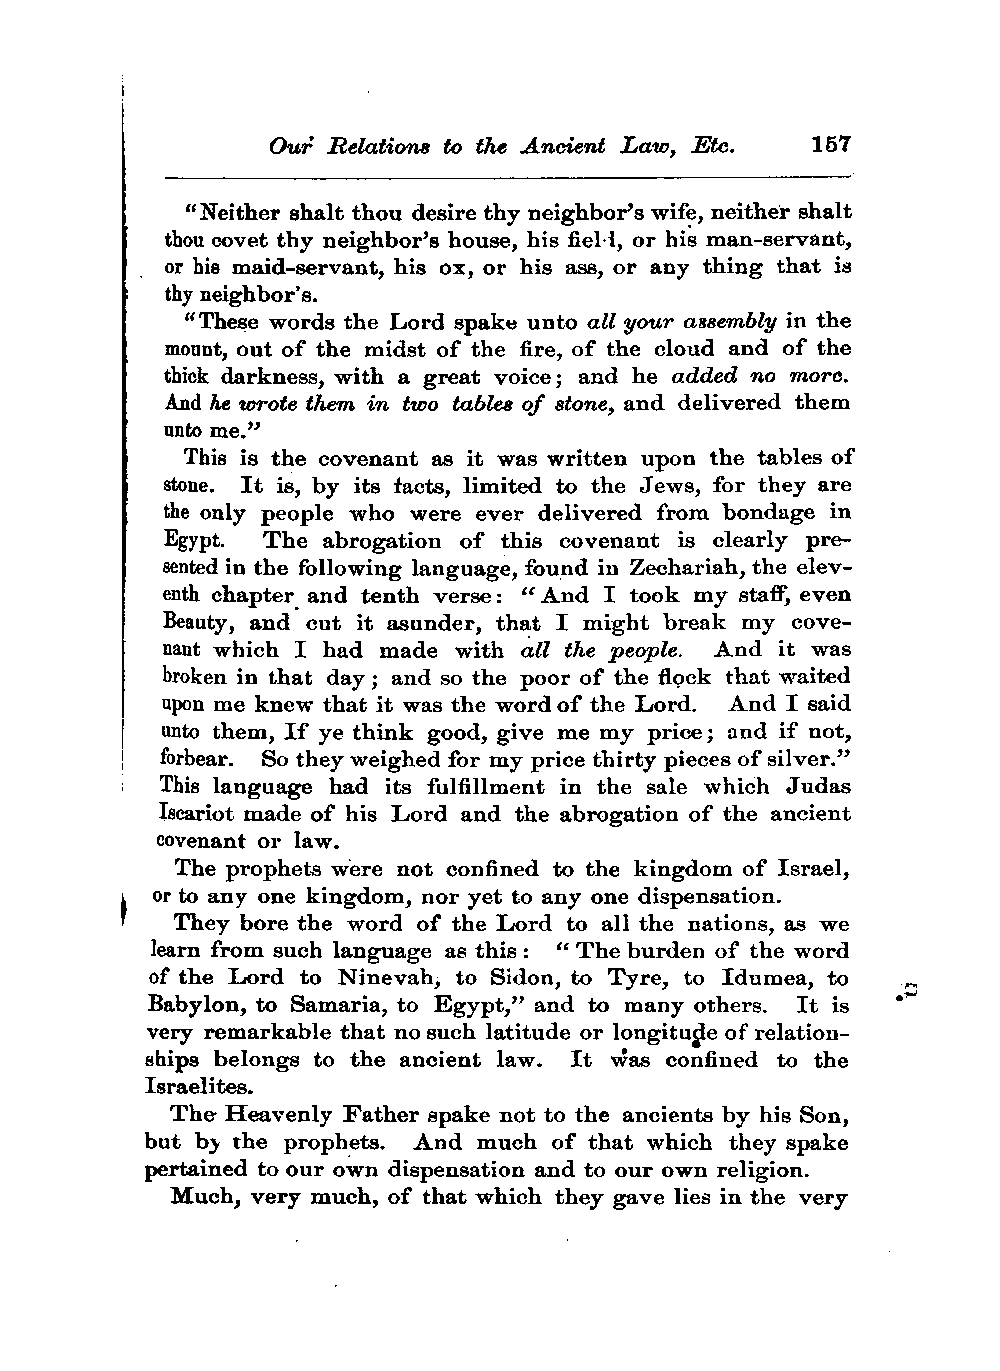 Our Relations to the Ancient Law, Etc. 157
"Neither shalt thou desire thy neighbor's wife, neither shalt
thou covet thy neighbor's house, his field, or his man-servant,
or his maid-servant, his ox, or his ass, or any thing that is
thy neighbor's.
"These words the Lord spake unto all your assembly in the
mount, out of the midst of the fire, of the cloud and of the
thick darkness, with a great voice; and he added no more.
And he wrote them in two tables of stone, and delivered them
unto me."
This is the covenant as it was written upon the tables of
stone. It is, by its facts, limited to the Jews, for they are
the only people who were ever delivered from bondage in
Egypt. The abrogation of this covenant is clearly pre-
sented in the following language, found in Zechariah, the elev-
enth chapter and tenth verse: "And I took my staff, even
Beauty, and cut it asunder, that I might break my cove-
nant which I had made with all the people. And it was
broken in that day; and so the poor of the flock that waited
upon me knew that it was the word of the Lord. And I said
unto them, If ye think good, give me my price; and if not,
forbear. So they weighed for my price thirty pieces of silver."
This language had its fulfillment in the sale which Judas
Iscariot made of his Lord and the abrogation of the ancient
covenant or law.
The prophets were not confined to the kingdom of Israel,
or to any one kingdom, nor yet to any one dispensation.
They bore the word of the Lord to all the nations, as we
learn from such language as this: "The burden of the word
of the Lord to Ninevah, to Sidon, to Tyre, to Idumea, to
Babylon, to Samaria, to Egypt," and to many others. It is
very remarkable that no such latitude or longitude of relation-
ships belongs to the ancient law. It was confined to the
Israelites.
The Heavenly Father spake not to the ancients by his Son,
but by the prophets. And much of that which they spake
pertained to our own dispensation and to our own religion.
Much, very much, of that which they gave lies in the very